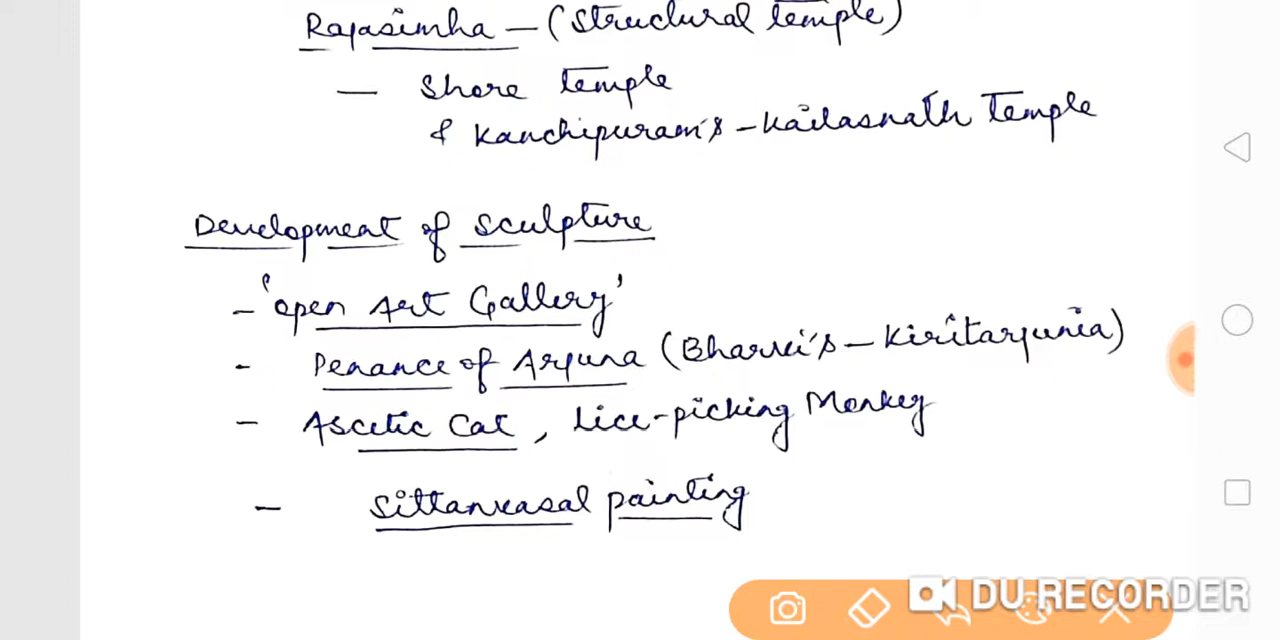 Rajasimha — (Structural temple)
— Shore temple
& Kanchipuram's - Kailasnath Temple
Development of Sculpture
- 'open Art Gallery'
- Penance of Arjuna (Bharvi's - Kiritarjunia)
- Ascetic Cat, Lice-picking Monkey
- Sittanvasal painting
DU RECORDER